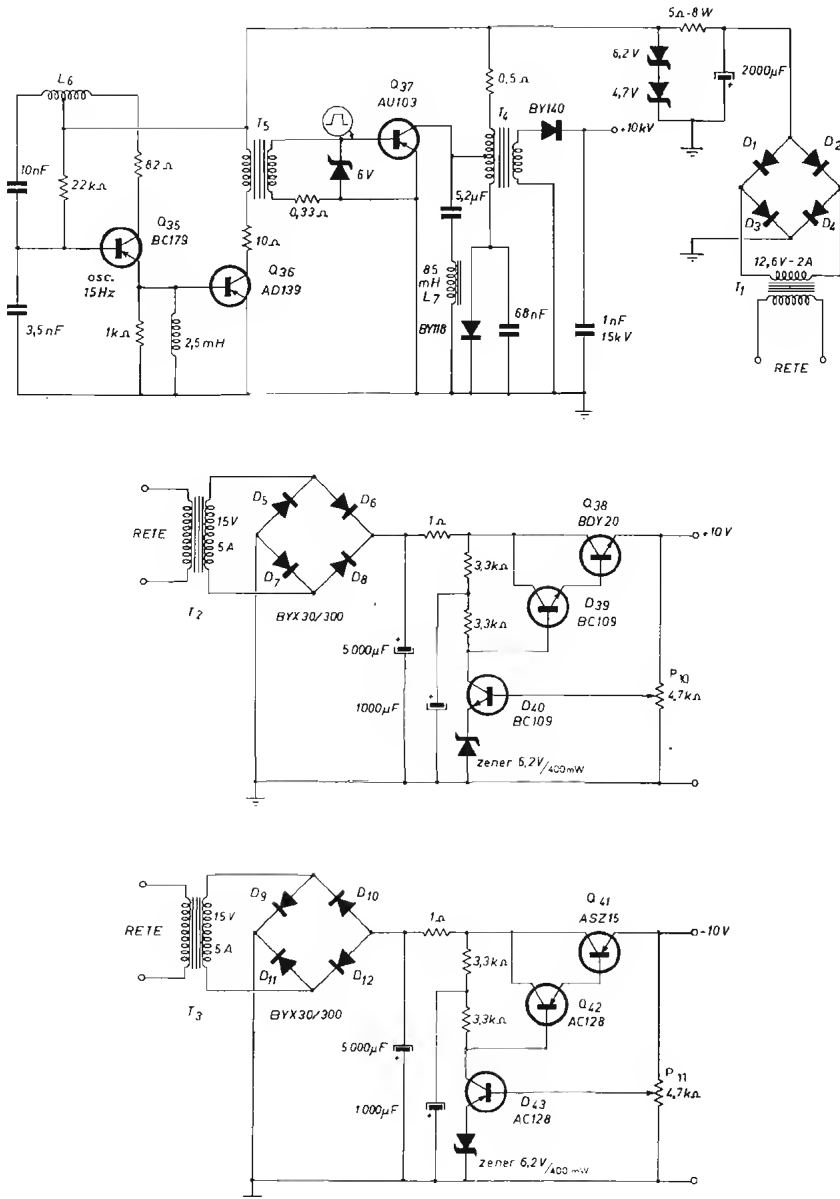 5Ω-8W
L6
Q37
AU103
6,2V
4,7V
2000µF
+
0,5Ω
T4
BY140
+10kV
T5
10nF
82Ω
22kΩ
6V
D1
D2
5,2µF
0,33Ω
Q35
BC179
10Ω
D3
D4
osc.
15Hz
Q36
AD139
85
mH
L7
12,6V-2A
T1
3,5nF
1kΩ
2,5mH
BY118
68nF
1nF
15kV
RETE
Q38
BDY20
D5
D6
1Ω
+10V
RETE
15V
5A
3,3kΩ
D7
D8
D39
BC109
T2
BYX30/300
3,3kΩ
5000µF
+
P10
4,7kΩ
+
1000µF
D40
BC109
zener 6,2V/400mW
Q41
ASZ15
D9
D10
1Ω
-10V
RETE
15V
5A
3,3kΩ
D11
D12
Q42
AC128
T3
BYX30/300
3,3kΩ
5000µF
+
P11
4,7kΩ
1000µF
+
D43
AC128
zener 6,2V/400mW